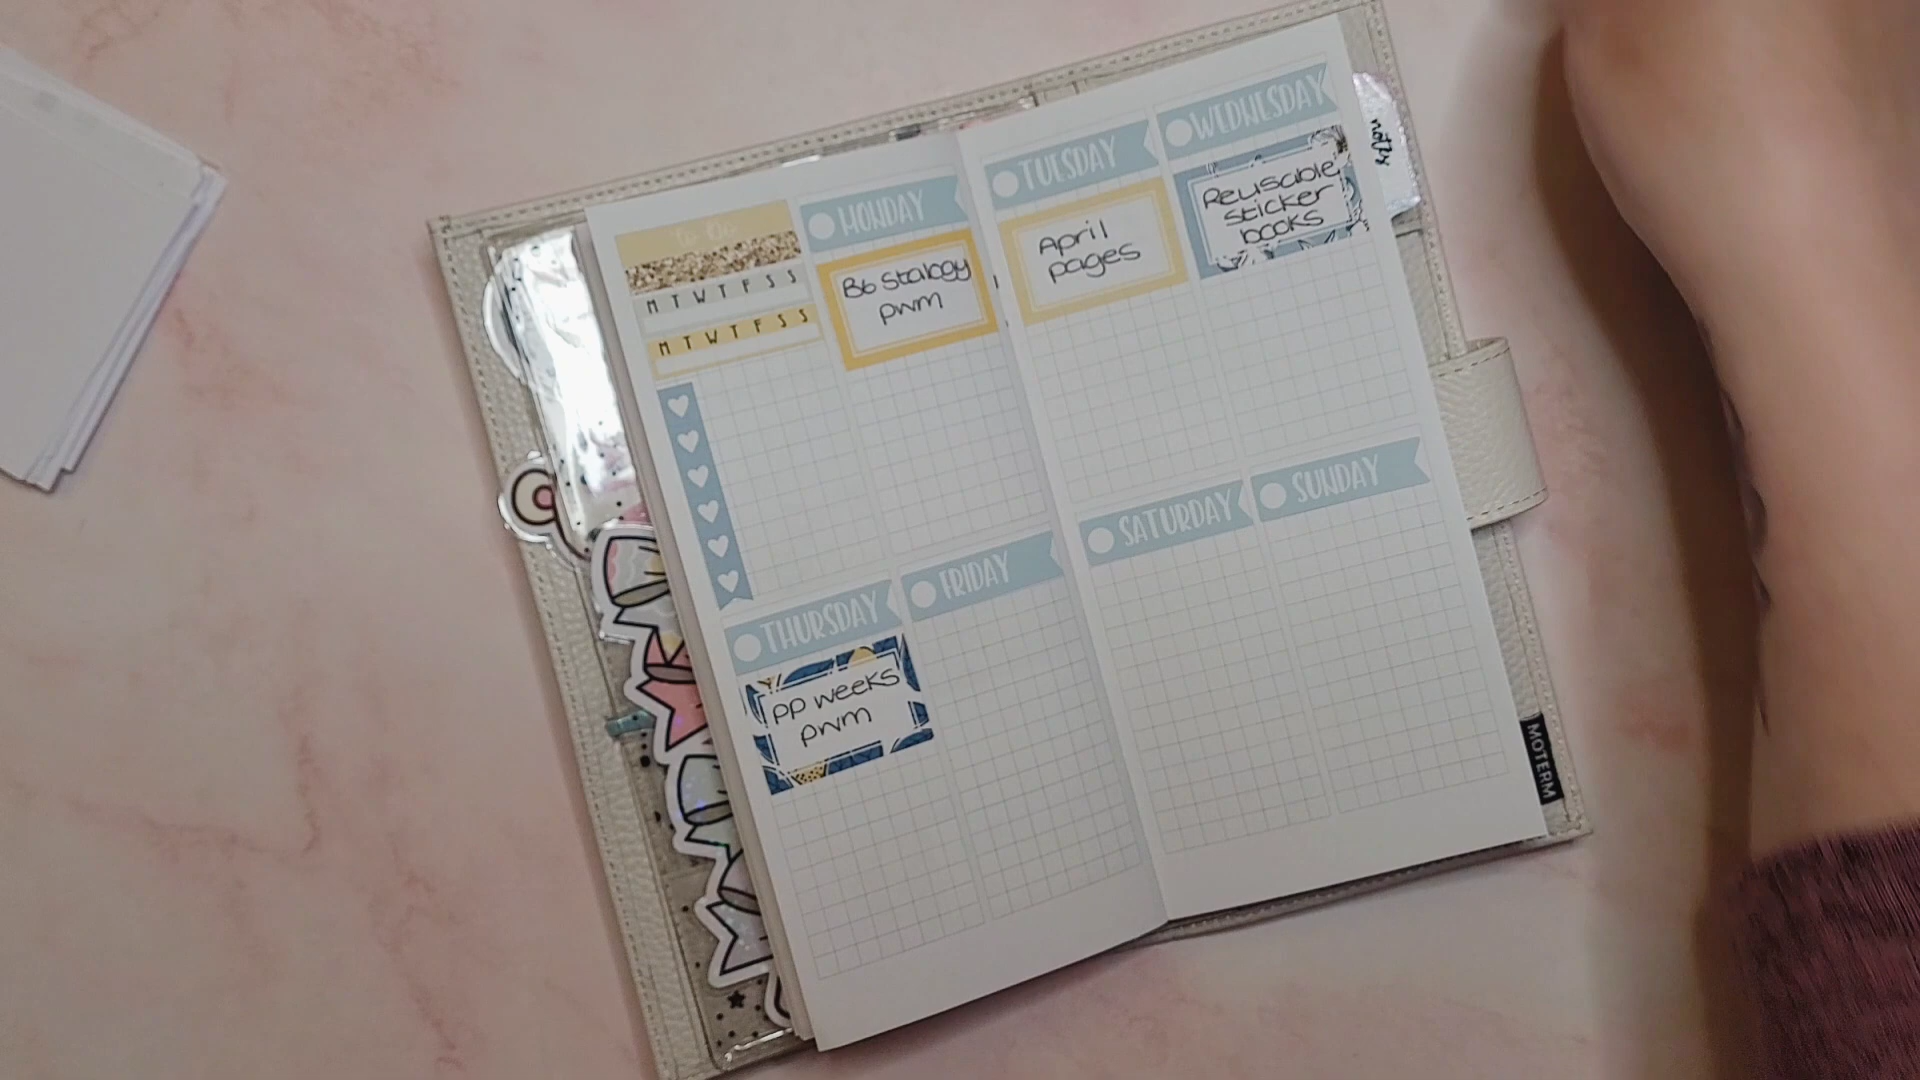 to do
M T W T F S S
M T W T F S S
MONDAY
B6 Stalogy
pwm
TUESDAY
April
pages
WEDNESDAY
Reusable
sticker
books
notes
THURSDAY
PP weeks
pwm
FRIDAY
SATURDAY
SUNDAY
MOTERM